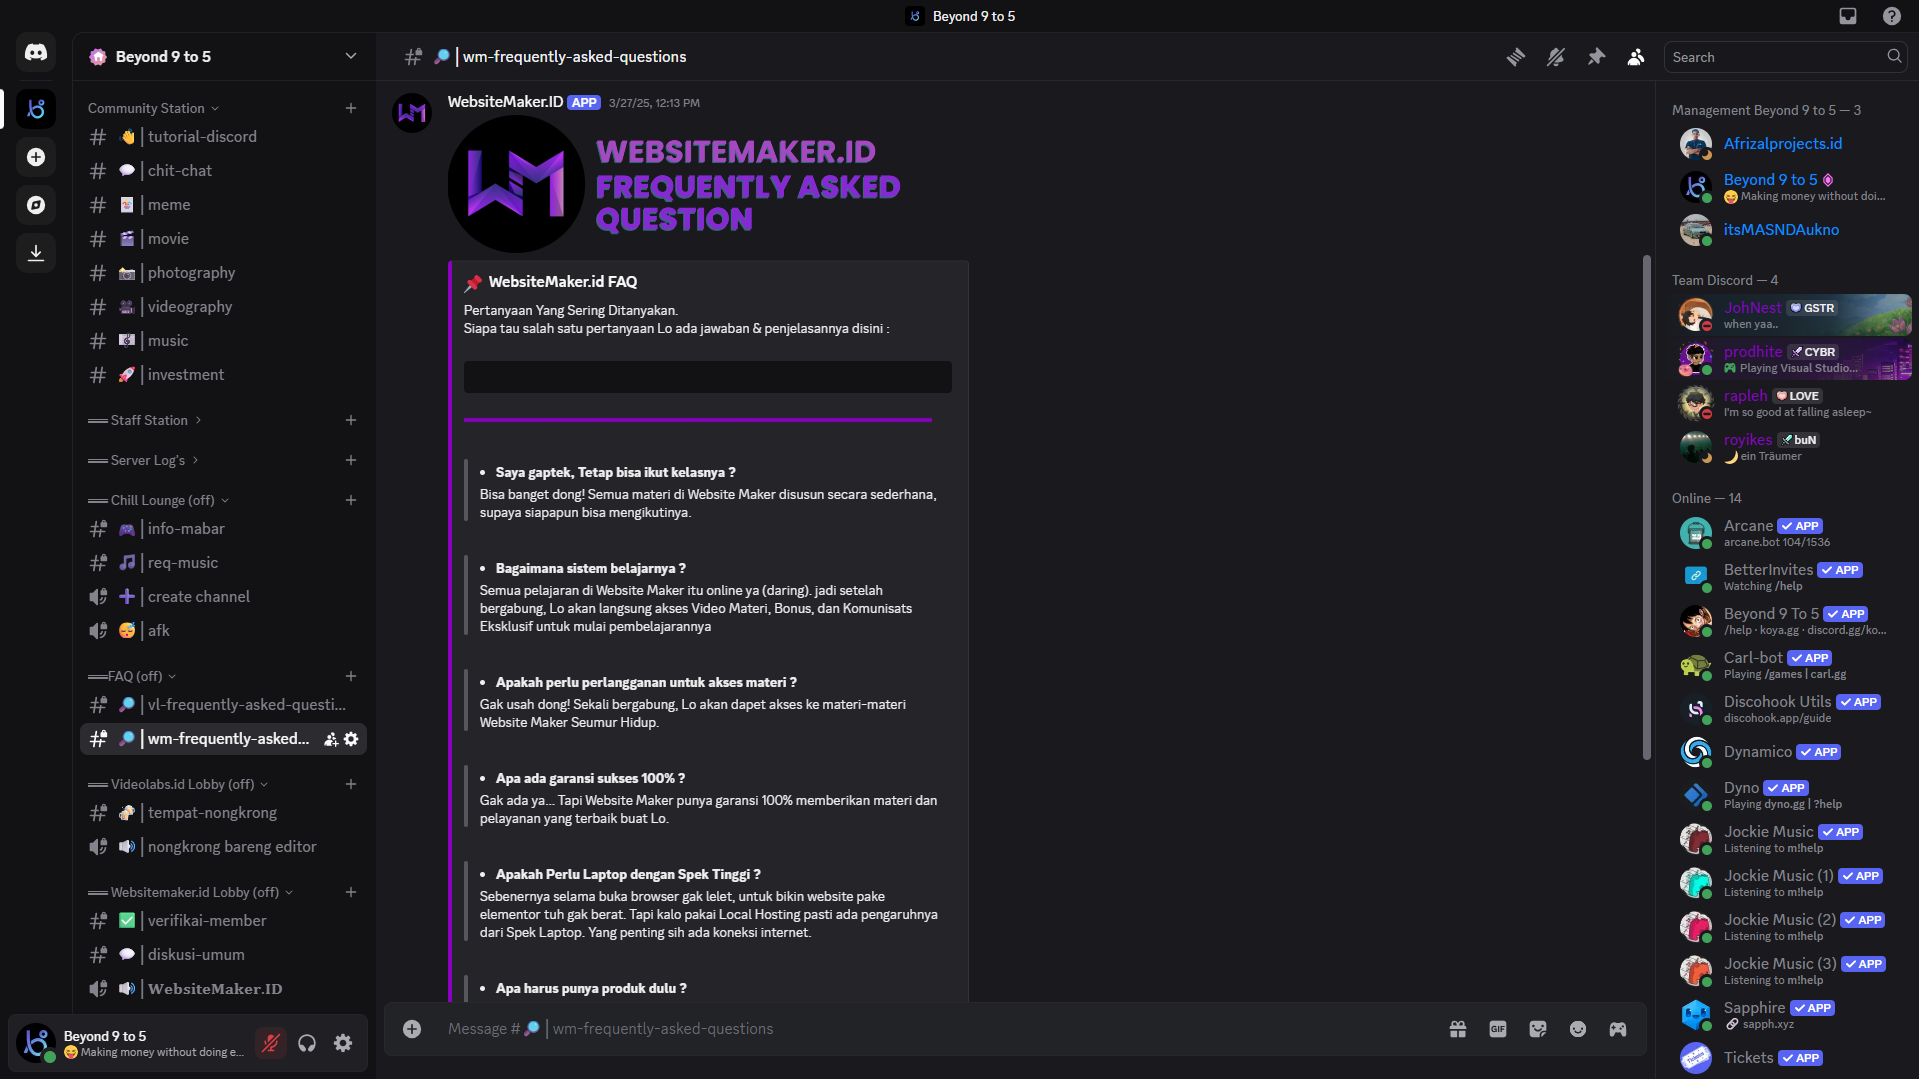 Beyond 9 to 5
Beyond 9 to 5
Community Station
tutorial-discord
chit-chat
meme
movie
photography
videography
music
investment
Staff Station
Server Log's
Chill Lounge (off)
info-mabar
req-music
create channel
afk
FAQ (off)
vl-frequently-asked-questi...
wm-frequently-asked...
Videolabs.id Lobby (off)
tempat-nongkrong
nongkrong bareng editor
Websitemaker.id Lobby (off)
verifikai-member
diskusi-umum
WebsiteMaker.ID
Beyond 9 to 5
Making money without doing e...
wm-frequently-asked-questions
Search
WebsiteMaker.ID APP 3/27/25, 12:13 PM
WM WEBSITEMAKER.ID
FREQUENTLY ASKED
QUESTION
WebsiteMaker.id FAQ
Pertanyaan Yang Sering Ditanyakan.
Siapa tau salah satu pertanyaan Lo ada jawaban & penjelasannya disini :
• Saya gaptek, Tetap bisa ikut kelasnya ?
Bisa banget dong! Semua materi di Website Maker disusun secara sederhana,
supaya siapapun bisa mengikutinya.
• Bagaimana sistem belajarnya ?
Semua pelajaran di Website Maker itu online ya (daring). jadi setelah
bergabung, Lo akan langsung akses Video Materi, Bonus, dan Komunisats
Eksklusif untuk mulai pembelajarannya
• Apakah perlu perlangganan untuk akses materi ?
Gak usah dong! Sekali bergabung, Lo akan dapet akses ke materi-materi
Website Maker Seumur Hidup.
• Apa ada garansi sukses 100% ?
Gak ada ya... Tapi Website Maker punya garansi 100% memberikan materi dan
pelayanan yang terbaik buat Lo.
• Apakah Perlu Laptop dengan Spek Tinggi ?
Sebenernya selama buka browser gak lelet, untuk bikin website pake
elementor tuh gak berat. Tapi kalo pakai Local Hosting pasti ada pengaruhnya
dari Spek Laptop. Yang penting sih ada koneksi internet.
• Apa harus punya produk dulu ?
Message # | wm-frequently-asked-questions
GIF
Management Beyond 9 to 5 — 3
Afrizalprojects.id
Beyond 9 to 5
Making money without doi...
itsMASNDAukno
Team Discord — 4
JohNest GSTR
when yaa..
prodhite CYBR
Playing Visual Studio...
rapleh LOVE
I'm so good at falling asleep~
royikes buN
ein Träumer
Online — 14
Arcane APP
arcane.bot 104/1536
BetterInvites APP
Watching /help
Beyond 9 To 5 APP
/help · koya.gg · discord.gg/ko...
Carl-bot APP
Playing /games | carl.gg
Discohook Utils APP
discohook.app/guide
Dynamico APP
Dyno APP
Playing dyno.gg | ?help
Jockie Music APP
Listening to m!help
Jockie Music (1) APP
Listening to m!help
Jockie Music (2) APP
Listening to m!help
Jockie Music (3) APP
Listening to m!help
Sapphire APP
sapph.xyz
Tickets APP